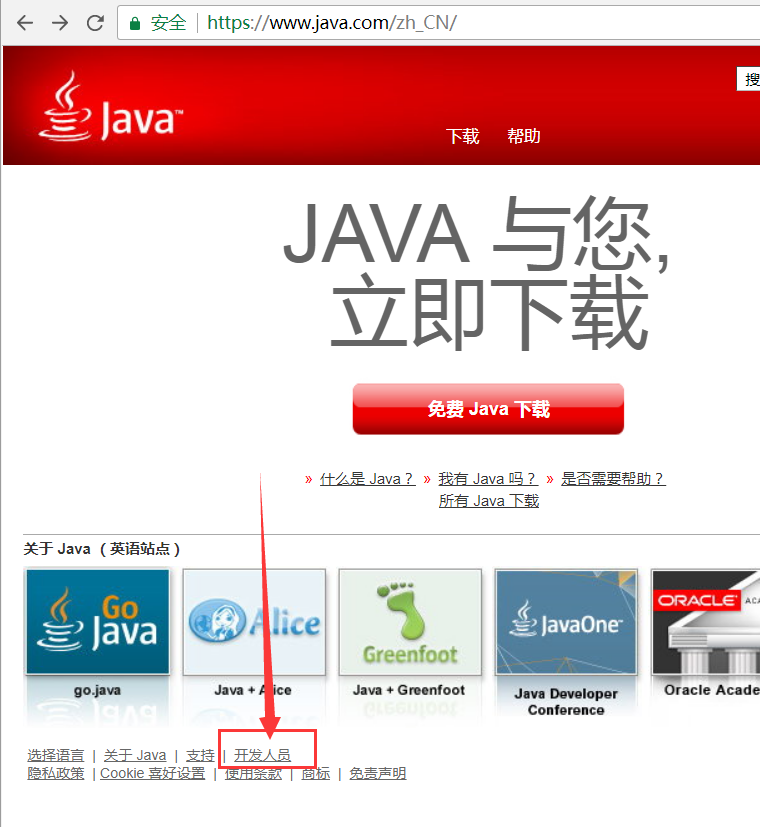 安全 | https://www.java.com/zh_CN/
Java™
搜
下载 帮助
JAVA 与您,
立即下载
免费 Java 下载
» 什么是 Java？ » 我有 Java 吗？ » 是否需要帮助？
所有 Java 下载
关于 Java （英语站点）
Go Java
Alice
Greenfoot
JavaOne™
ORACLE
go.java
Java + Alice
Java + Greenfoot
Java Developer
Conference
选择语言 | 关于 Java | 支持 | 开发人员
隐私政策 | Cookie 喜好设置 | 使用条款 | 商标 | 免责声明